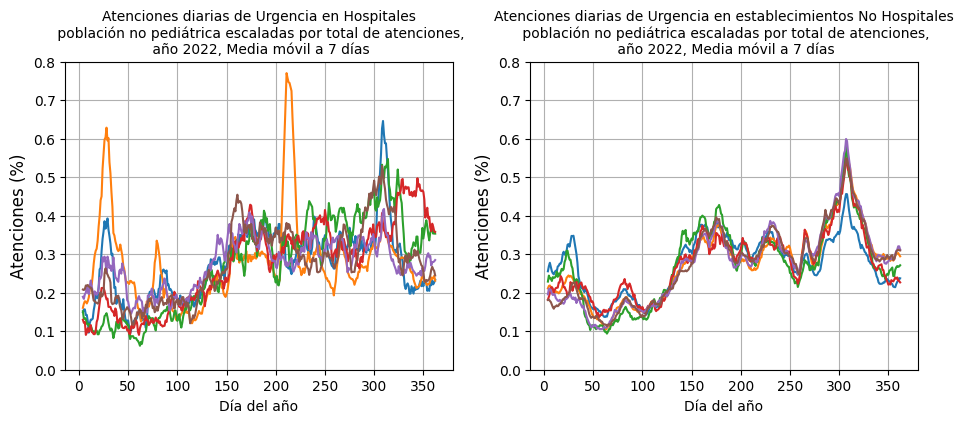 Atenciones diarias de Urgencia en Hospitales
población no pediátrica escaladas por total de atenciones,
año 2022, Media móvil a 7 días
Atenciones (%)
0.8
0.7
0.6
0.5
0.4
0.3
0.2
0.1
0.0
0 50 100 150 200 250 300 350
Día del año
Atenciones diarias de Urgencia en establecimientos No Hospitales
población no pediátrica escaladas por total de atenciones,
año 2022, Media móvil a 7 días
Atenciones (%)
0.8
0.7
0.6
0.5
0.4
0.3
0.2
0.1
0.0
0 50 100 150 200 250 300 350
Día del año